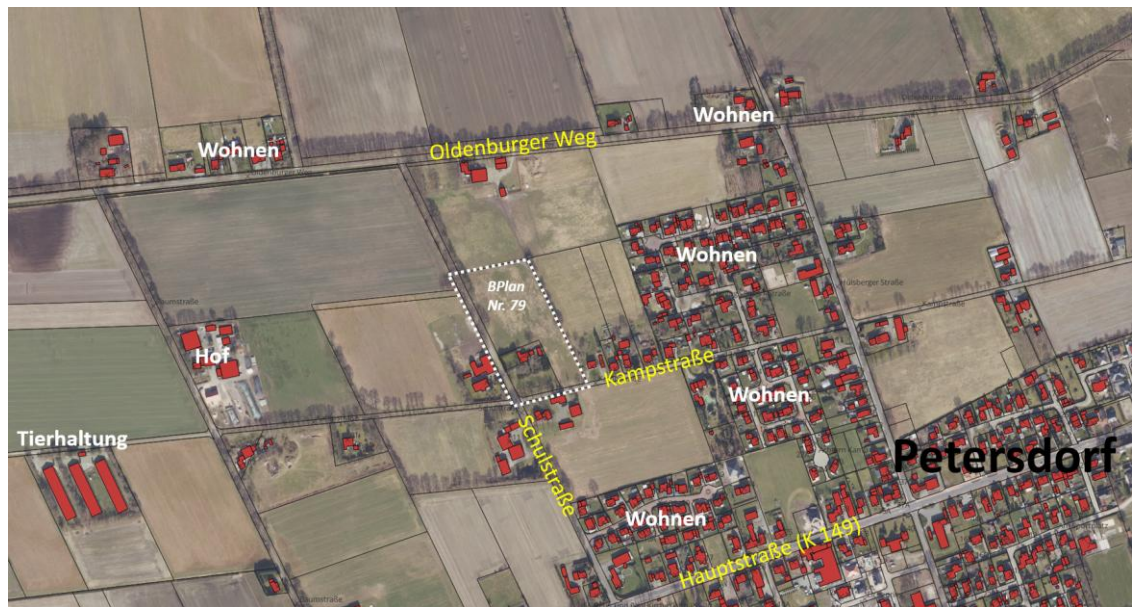 Wohnen
Oldenburger Weg
Wohnen
BPlan
Nr. 79
Wohnen
Hof
Kampstraße
Wohnen
Tierhaltung
Schulstraße
Petersdorf
Wohnen
Hauptstraße (K 149)